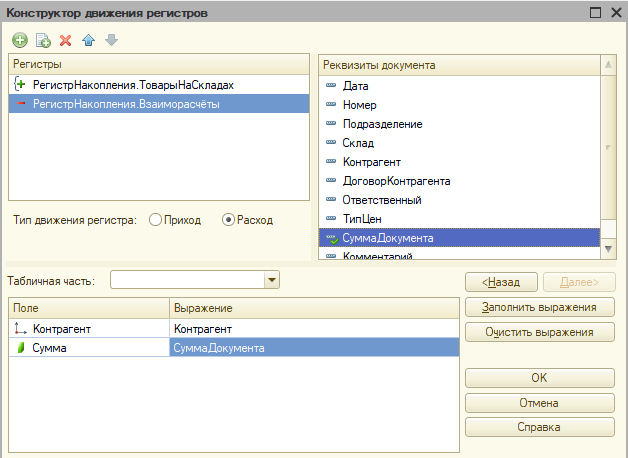 Конструктор движения регистров
Регистры
РегистрНакопления.ТоварыНаСкладах
РегистрНакопления.Взаиморасчёты
Тип движения регистра: Приход Расход
Реквизиты документа
Дата
Номер
Подразделение
Склад
Контрагент
ДоговорКонтрагента
Ответственный
ТипЦен
СуммаДокумента
Комментарий
Табличная часть:
<Назад Далее>
Поле Выражение
Контрагент Контрагент
Сумма СуммаДокумента
Заполнить выражения
Очистить выражения
OK
Отмена
Справка